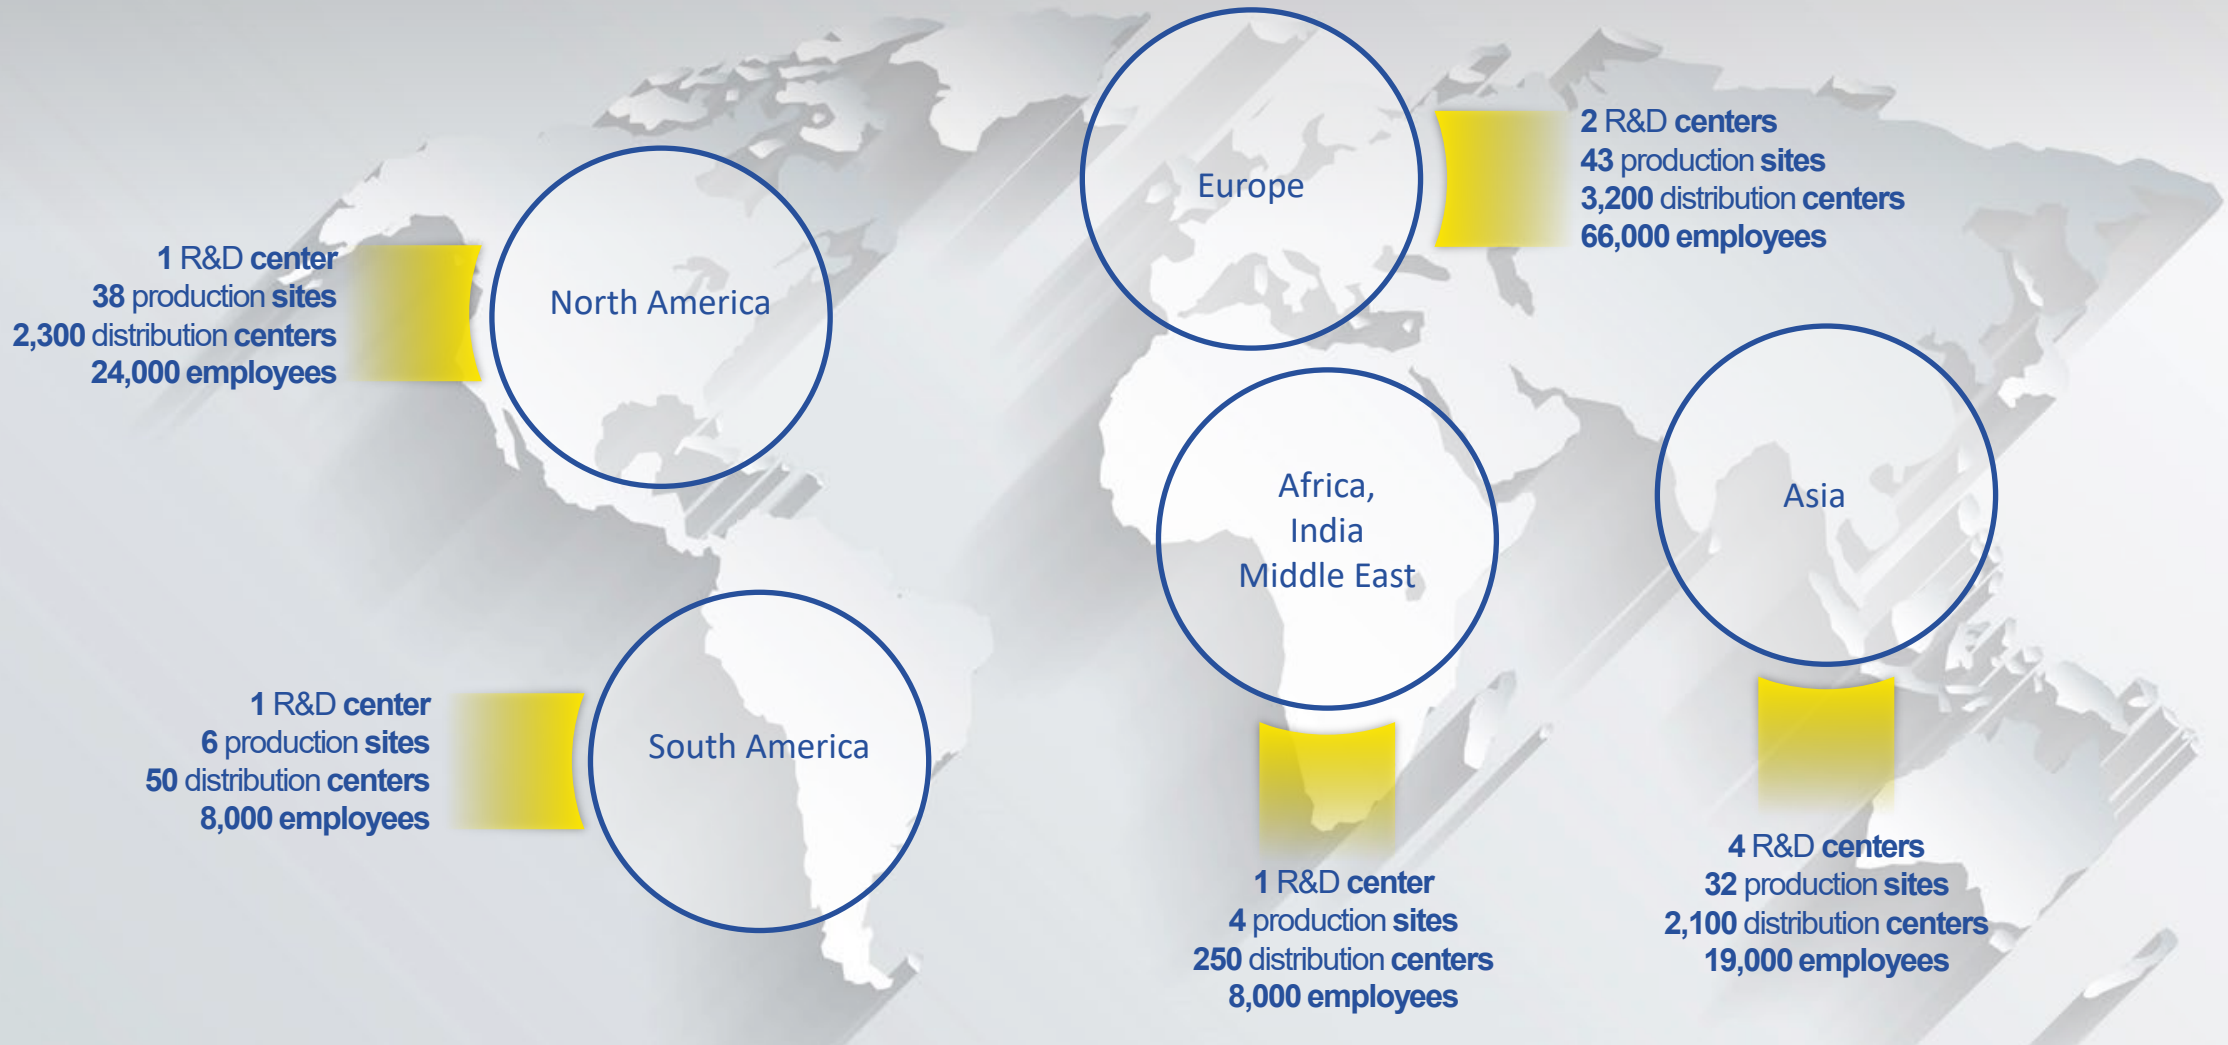 Europe
2 R&D centers
43 production sites
3,200 distribution centers
66,000 employees
North America
1 R&D center
38 production sites
2,300 distribution centers
24,000 employees
Africa,
India
Middle East
1 R&D center
4 production sites
250 distribution centers
8,000 employees
Asia
4 R&D centers
32 production sites
2,100 distribution centers
19,000 employees
South America
1 R&D center
6 production sites
50 distribution centers
8,000 employees